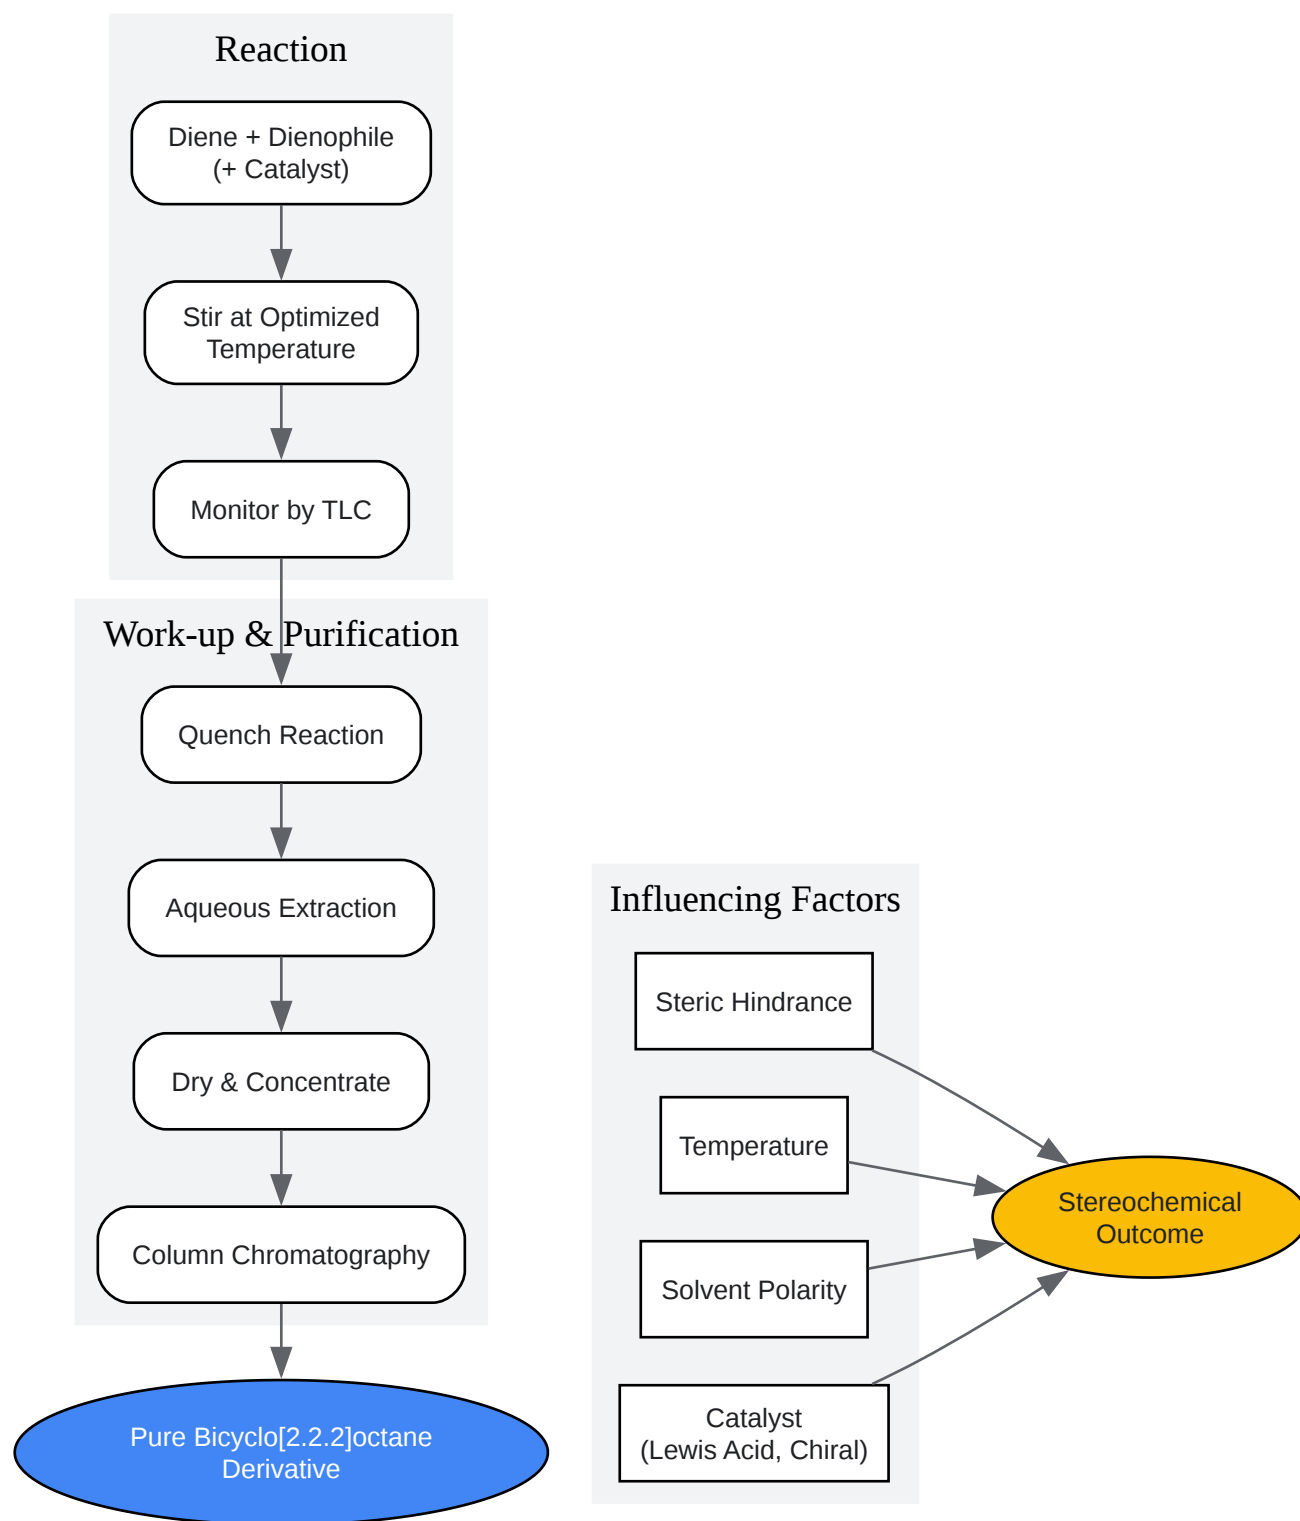 Reaction
Diene + Dienophile
(+ Catalyst)
Stir at Optimized
Temperature
Monitor by TLC
Work-up & Purification
Quench Reaction
Aqueous Extraction
Dry & Concentrate
Column Chromatography
Pure Bicyclo[2.2.2]octane
Derivative
Influencing Factors
Steric Hindrance
Temperature
Solvent Polarity
Catalyst
(Lewis Acid, Chiral)
Stereochemical
Outcome